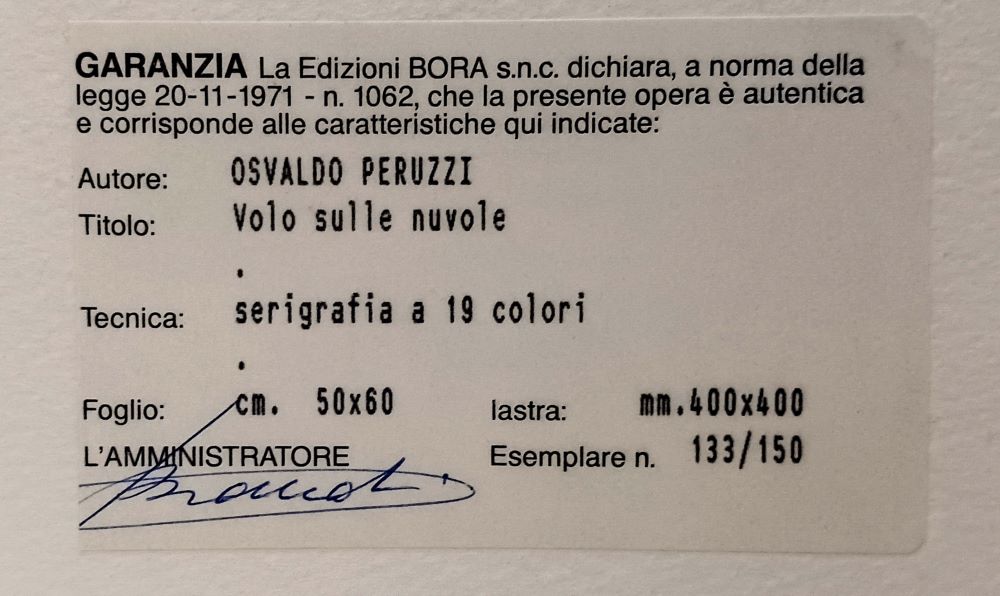 GARANZIA La Edizioni BORA s.n.c. dichiara, a norma della
legge 20-11-1971 - n. 1062, che la presente opera è autentica
e corrisponde alle caratteristiche qui indicate:
Autore: OSVALDO PERUZZI
Titolo: Volo sulle nuvole
.
Tecnica: serigrafia a 19 colori
.
Foglio: cm. 50x60 lastra: mm.400x400
L'AMMINISTRATORE Esemplare n. 133/150